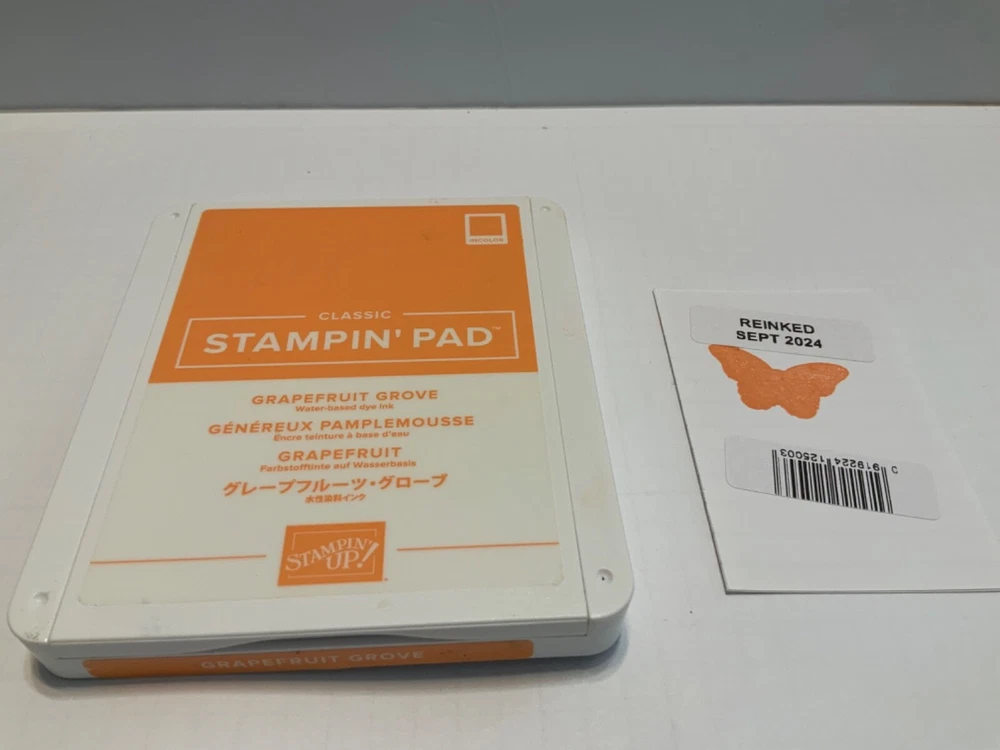 INCOLOR
CLASSIC
STAMPIN' PAD™
GRAPEFRUIT GROVE
Water-based dye ink
GÉNÉREUX PAMPLEMOUSSE
Encre teinture à base d'eau
GRAPEFRUIT
Farbstofftinte auf Wasserbasis
グレープフルーツ・グローブ
水性染料インク
STAMPIN' UP!
GRAPEFRUIT GROVE
REINKED
SEPT 2024
C 919224 125003